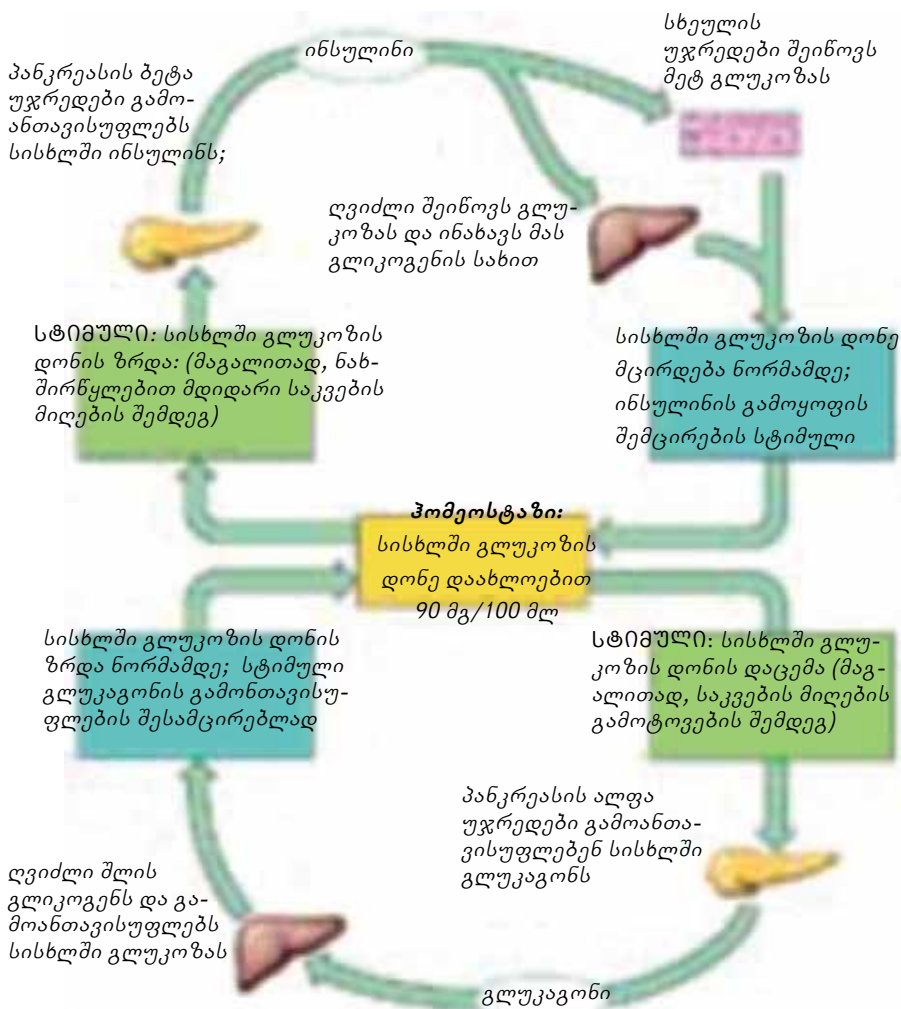 ინსულინი
სხეულის
უჯრედები შეიწოვს
მეტ გლუკოზას
პანკრეასის ბეტა
უჯრედები გამო-
ანთავისუფლებს
სისხლში ინსულინს;
ღვიძლი შეიწოვს გლუ-
კოზას და ინახავს მას
გლიკოგენის სახით
სტიმული: სისხლში გლუკოზის
დონის ზრდა: (მაგალითად, ნახ-
შირწყლებით მდიდარი საკვების
მიღების შემდეგ)
სისხლში გლუკოზის დონე
მცირდება ნორმამდე;
ინსულინის გამოყოფის
შემცირების სტიმული
ჰომეოსტაზი:
სისხლში გლუკოზის
დონე დაახლოებით
90 მგ/100 მლ
სისხლში გლუკოზის დონის
ზრდა ნორმამდე; სტიმული
გლუკაგონის გამონთავისუ-
ფლების შესამცირებლად
სტიმული: სისხლში გლუ-
კოზის დონის დაცემა (მაგ-
ალითად, საკვების მიღების
გამოტოვების შემდეგ)
პანკრეასის ალფა
უჯრედები გამოანთა-
ვისუფლებენ სისხლში
გლუკაგონს
ღვიძლი შლის
გლიკოგენს და გა-
მოანთავისუფლებს
სისხლში გლუკოზას
გლუკაგონი